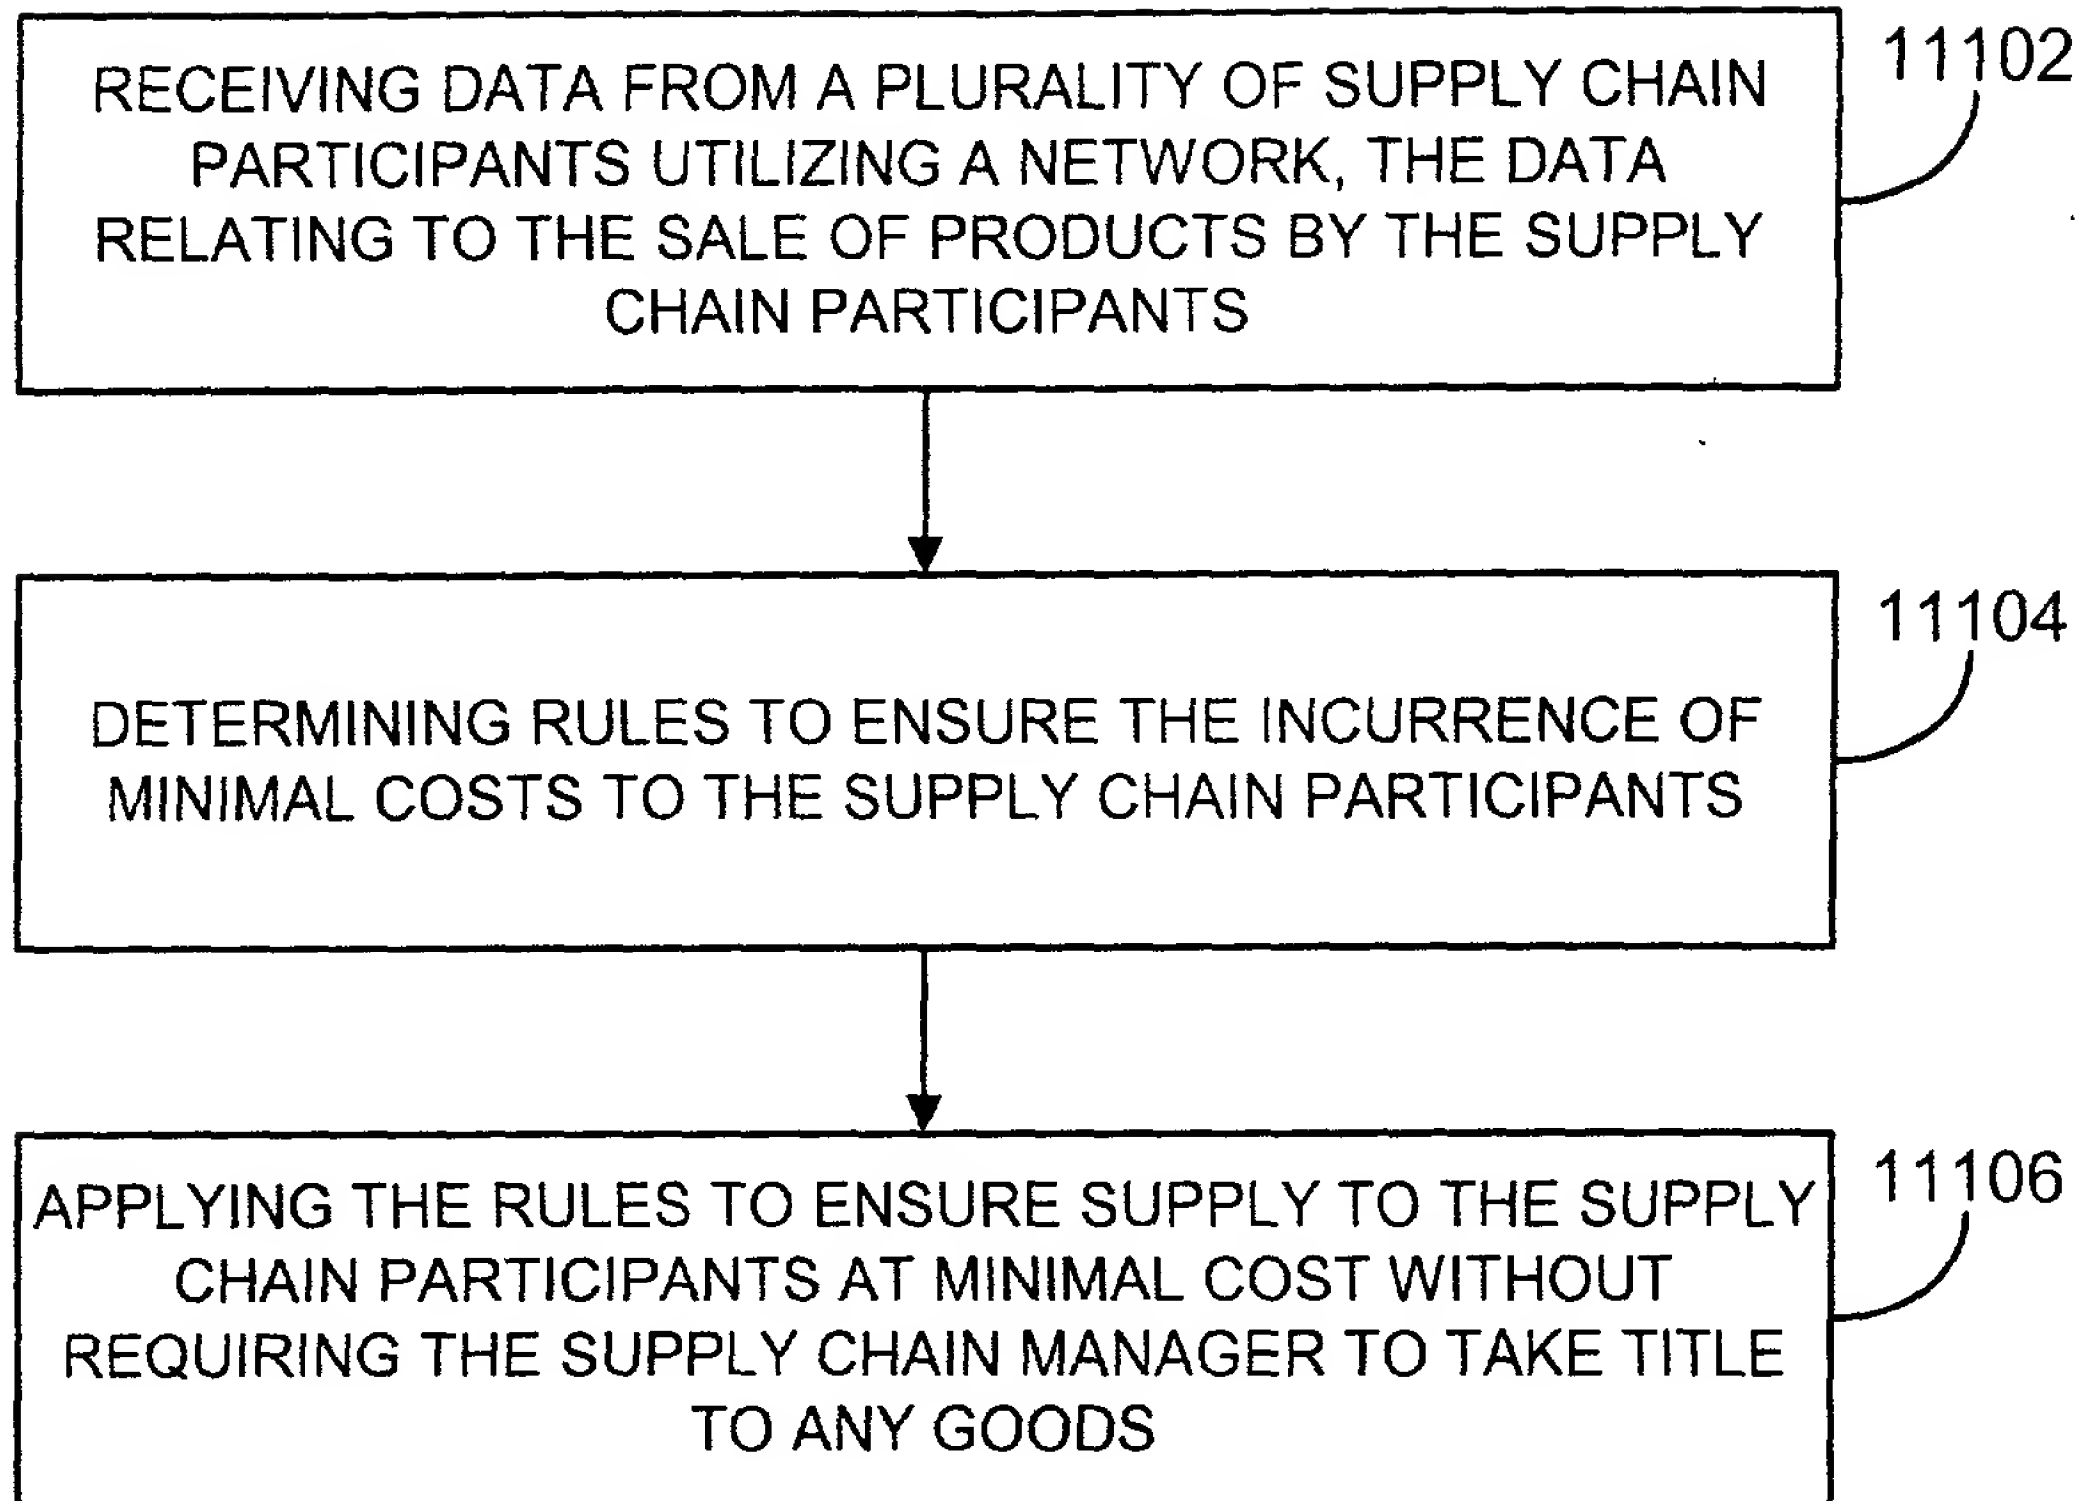 RECEIVING DATA FROM A PLURALITY OF SUPPLY CHAIN
PARTICIPANTS UTILIZING A NETWORK, THE DATA
RELATING TO THE SALE OF PRODUCTS BY THE SUPPLY
CHAIN PARTICIPANTS
11102
DETERMINING RULES TO ENSURE THE INCURRENCE OF
MINIMAL COSTS TO THE SUPPLY CHAIN PARTICIPANTS
11104
APPLYING THE RULES TO ENSURE SUPPLY TO THE SUPPLY
CHAIN PARTICIPANTS AT MINIMAL COST WITHOUT
REQUIRING THE SUPPLY CHAIN MANAGER TO TAKE TITLE
TO ANY GOODS
11106